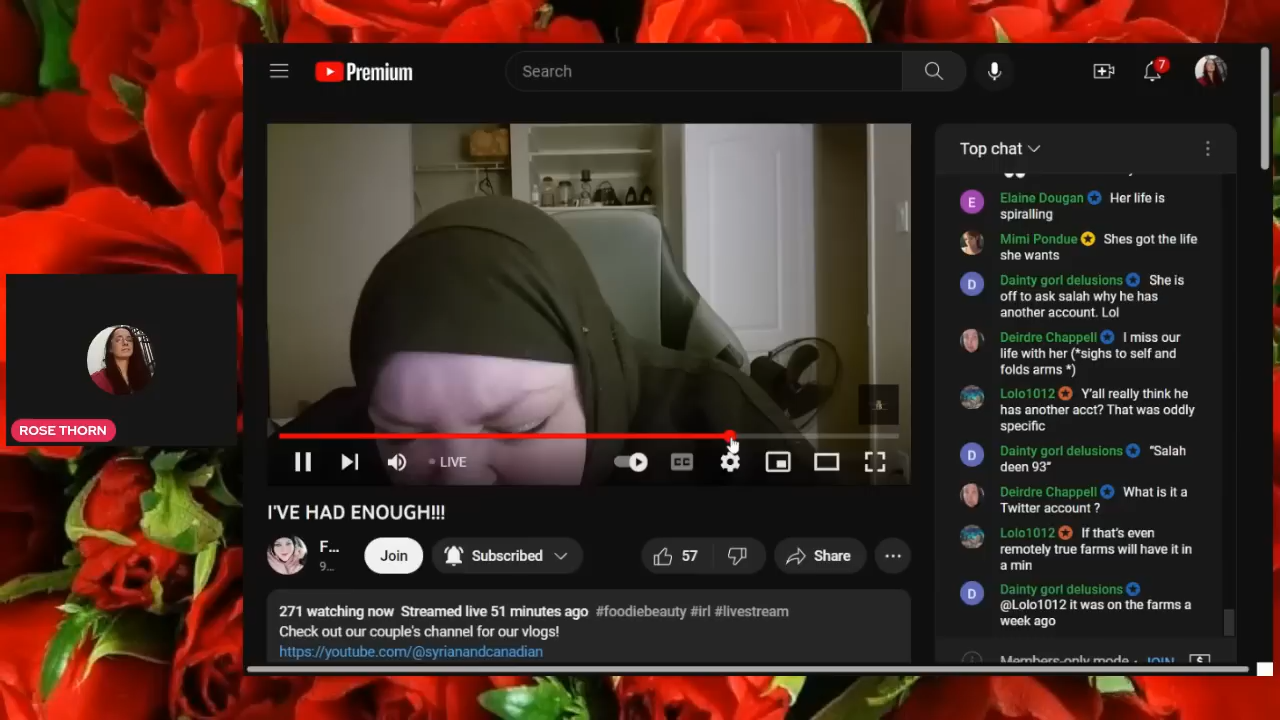 Premium
Search
7
Top chat
Elaine Dougan Her life is
spiralling
Mimi Pondue Shes got the life
she wants
Dainty gorl delusions She is
off to ask salah why he has
another account. Lol
Deirdre Chappell I miss our
life with her (*sighs to self and
folds arms *)
Lolo1012 Y'all really think he
has another acct? That was oddly
specific
Dainty gorl delusions “Salah
deen 93”
Deirdre Chappell What is it a
Twitter account ?
Lolo1012 If that’s even
remotely true farms will have it in
a min
Dainty gorl delusions
@Lolo1012 it was on the farms a
week ago
Members-only mode · JOIN
ROSE THORN
LIVE
CC
I'VE HAD ENOUGH!!!
F...
9...
Join
Subscribed
57
Share
271 watching now Streamed live 51 minutes ago #foodiebeauty #irl #livestream
Check out our couple's channel for our vlogs!
https://youtube.com/@syrianandcanadian
E
D
D
D